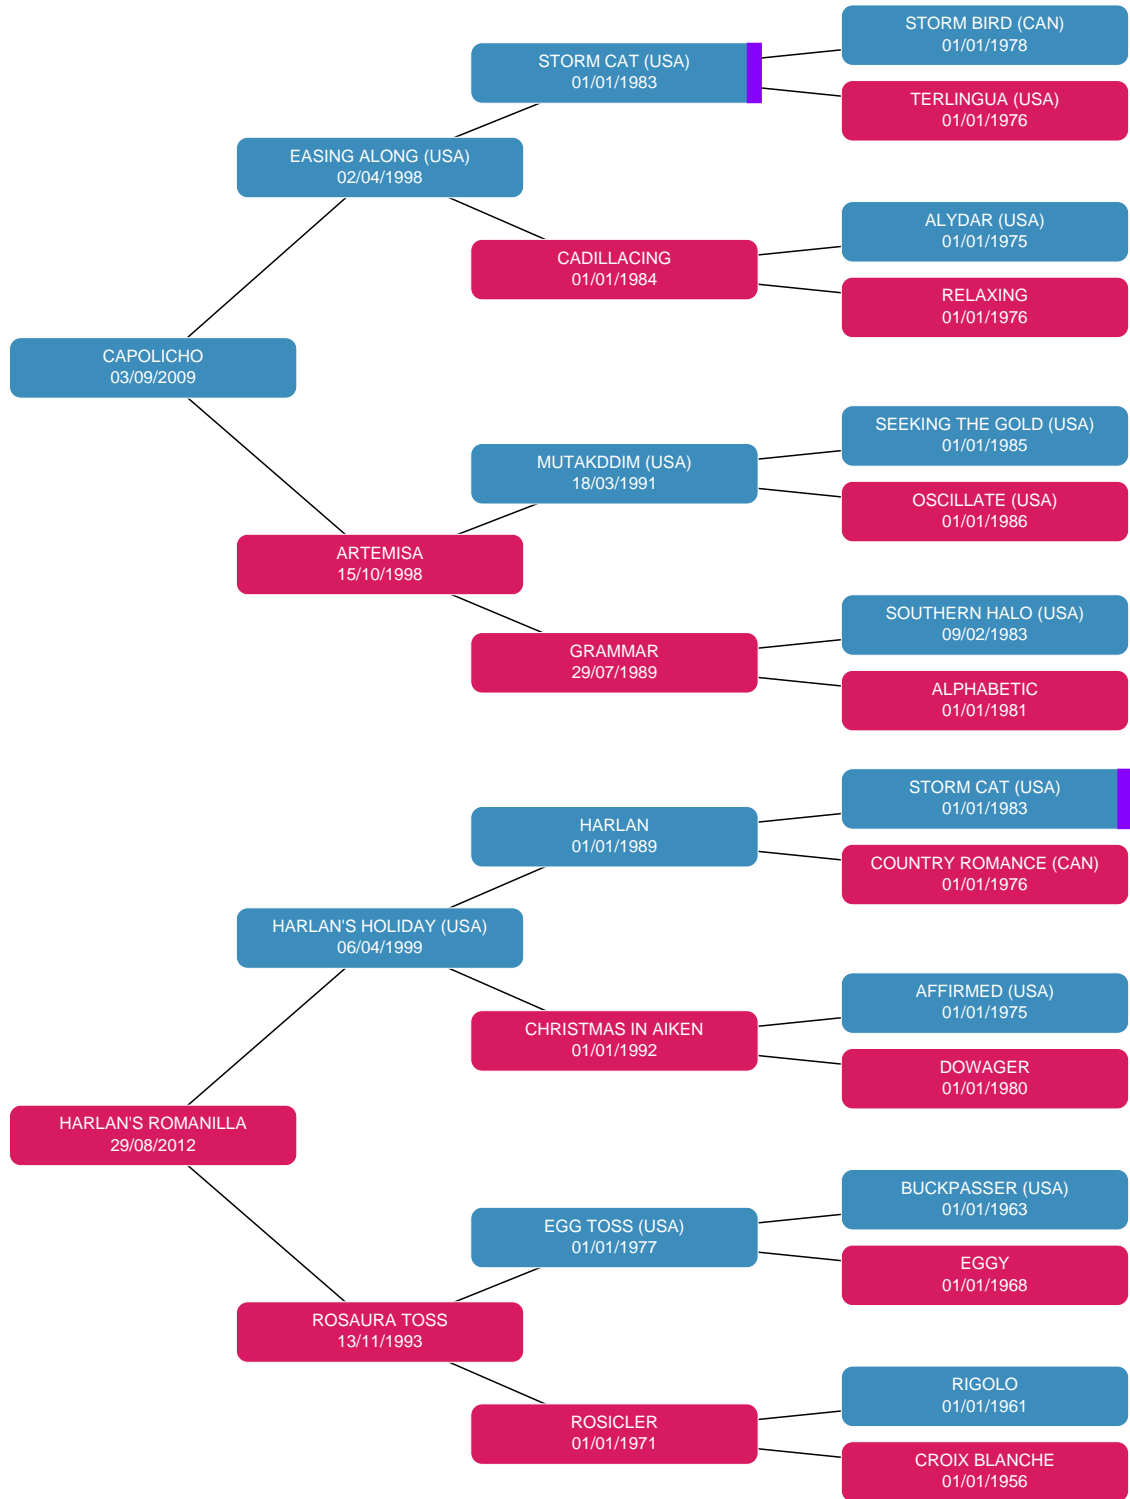 STORM BIRD (CAN)
01/01/1978
STORM CAT (USA)
01/01/1983
TERLINGUA (USA)
01/01/1976
EASING ALONG (USA)
02/04/1998
ALYDAR (USA)
01/01/1975
CADILLACING
01/01/1984
RELAXING
01/01/1976
CAPOLICHO
03/09/2009
SEEKING THE GOLD (USA)
01/01/1985
MUTAKDDIM (USA)
18/03/1991
OSCILLATE (USA)
01/01/1986
ARTEMISA
15/10/1998
SOUTHERN HALO (USA)
09/02/1983
GRAMMAR
29/07/1989
ALPHABETIC
01/01/1981
STORM CAT (USA)
01/01/1983
HARLAN
01/01/1989
COUNTRY ROMANCE (CAN)
01/01/1976
HARLAN'S HOLIDAY (USA)
06/04/1999
AFFIRMED (USA)
01/01/1975
CHRISTMAS IN AIKEN
01/01/1992
DOWAGER
01/01/1980
HARLAN'S ROMANILLA
29/08/2012
BUCKPASSER (USA)
01/01/1963
EGG TOSS (USA)
01/01/1977
EGGY
01/01/1968
ROSAURA TOSS
13/11/1993
RIGOLO
01/01/1961
ROSICLER
01/01/1971
CROIX BLANCHE
01/01/1956